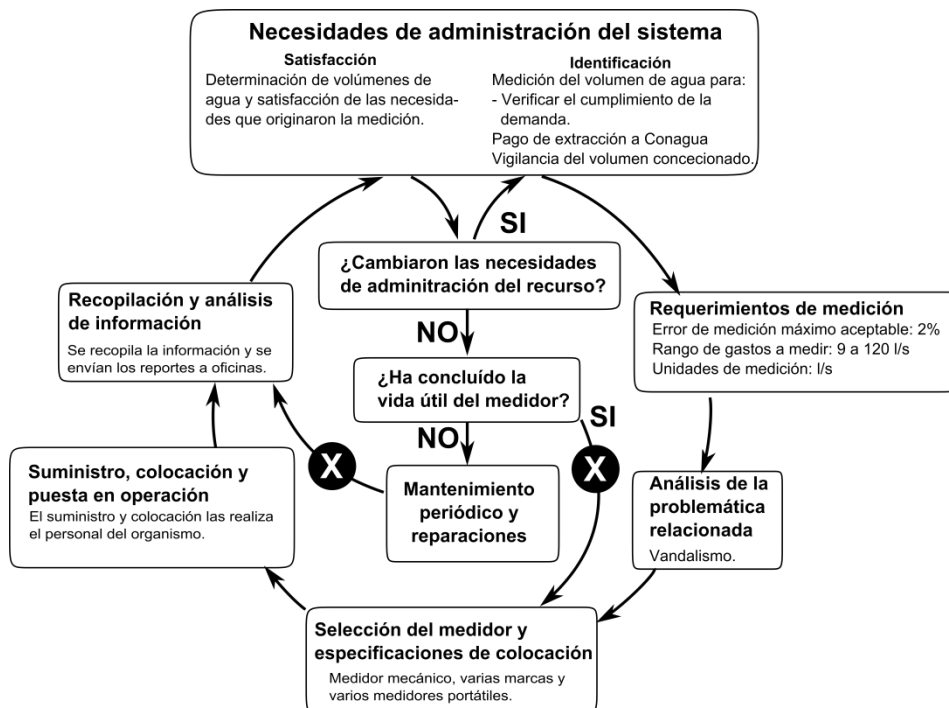 Necesidades de administración del sistema
Satisfacción
Determinación de volúmenes de
agua y satisfacción de las necesida-
des que originaron la medición.
Identificación
Medición del volumen de agua para:
- Verificar el cumplimiento de la
demanda.
Pago de extracción a Conagua
Vigilancia del volumen concecionado.
SI
¿Cambiaron las necesidades
de adminitración del recurso?
NO
¿Ha concluído la
vida útil del medidor?
SI
NO
X
X
Mantenimiento
periódico y
reparaciones
Requerimientos de medición
Error de medición máximo aceptable: 2%
Rango de gastos a medir: 9 a 120 l/s
Unidades de medición: l/s
Análisis de la
problemática
relacionada
Vandalismo.
Selección del medidor y
especificaciones de colocación
Medidor mecánico, varias marcas y
varios medidores portátiles.
Suministro, colocación y
puesta en operación
El suministro y colocación las realiza
el personal del organismo.
Recopilación y análisis
de información
Se recopila la información y se
envían los reportes a oficinas.